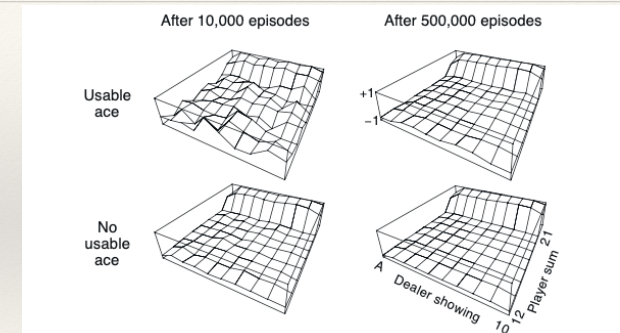 After 10,000 episodes
After 500,000 episodes
Usable
ace
+1
−1
No
usable
ace
A
Dealer showing
10
12
Player sum
21